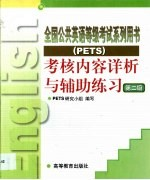 English
全国公共英语等级考试系列用书
(PETS)
考核内容详析
与辅助练习
第二级
PETS研究小组 编写
高等教育出版社